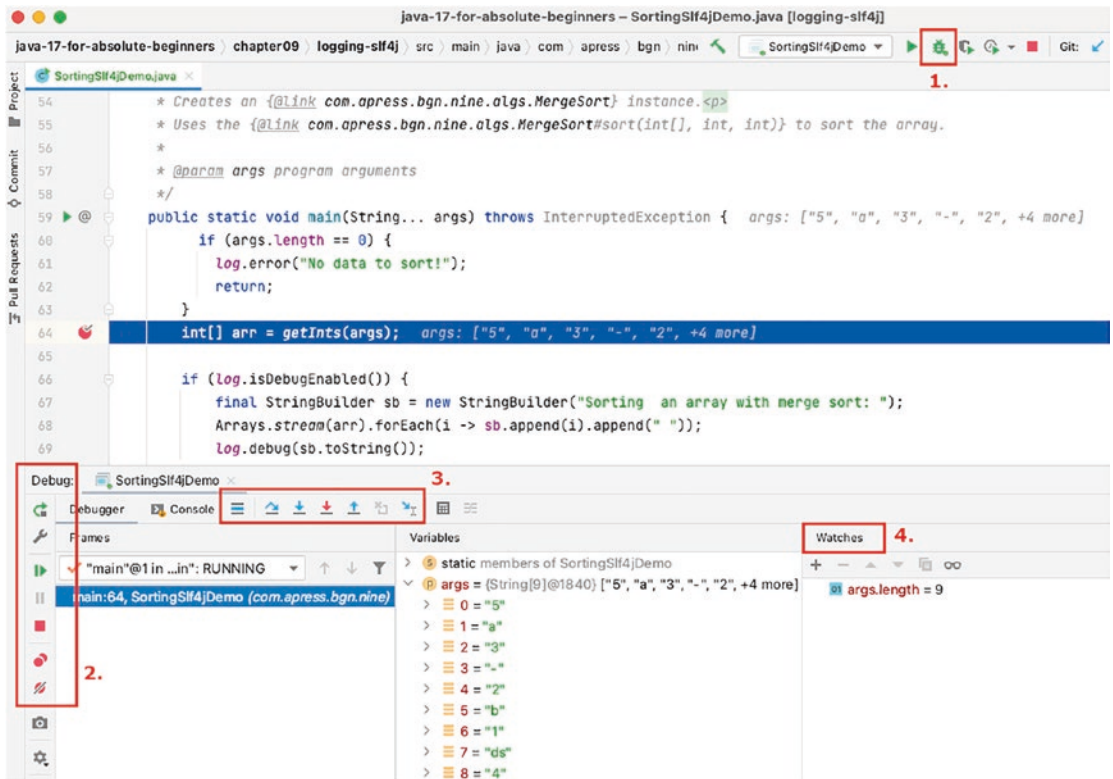 java-17-for-absolute-beginners – SortingSlf4jDemo.java [logging-slf4j]
java-17-for-absolute-beginners chapter09 logging-slf4j src main java com apress bgn nine SortingSlf4jDemo Git:
1.
Project
Commit
Pull Requests
SortingSlf4jDemo.java
54 * Creates an {@link com.apress.bgn.nine.algs.MergeSort} instance.<p>
55 * Uses the {@link com.apress.bgn.nine.algs.MergeSort#sort(int[], int, int)} to sort the array.
56 *
57 * @param args program arguments
58 */
59 @ public static void main(String... args) throws InterruptedException { args: ["5", "a", "3", "-", "2", +4 more]
60 if (args.length == 0) {
61 log.error("No data to sort!");
62 return;
63 }
64 int[] arr = getInts(args); args: ["5", "a", "3", "-", "2", +4 more]
65
66 if (log.isDebugEnabled()) {
67 final StringBuilder sb = new StringBuilder("Sorting  an array with merge sort: ");
68 Arrays.stream(arr).forEach(i -> sb.append(i).append(" "));
69 log.debug(sb.toString());
Debug: SortingSlf4jDemo
3.
Debugger Console
Frames
"main"@1 in ...in": RUNNING
main:64, SortingSlf4jDemo (com.apress.bgn.nine)
2.
Variables
static members of SortingSlf4jDemo
args = {String[9]@1840} ["5", "a", "3", "-", "2", +4 more]
0 = "5"
1 = "a"
2 = "3"
3 = "-"
4 = "2"
5 = "b"
6 = "1"
7 = "ds"
8 = "4"
Watches
4.
args.length = 9